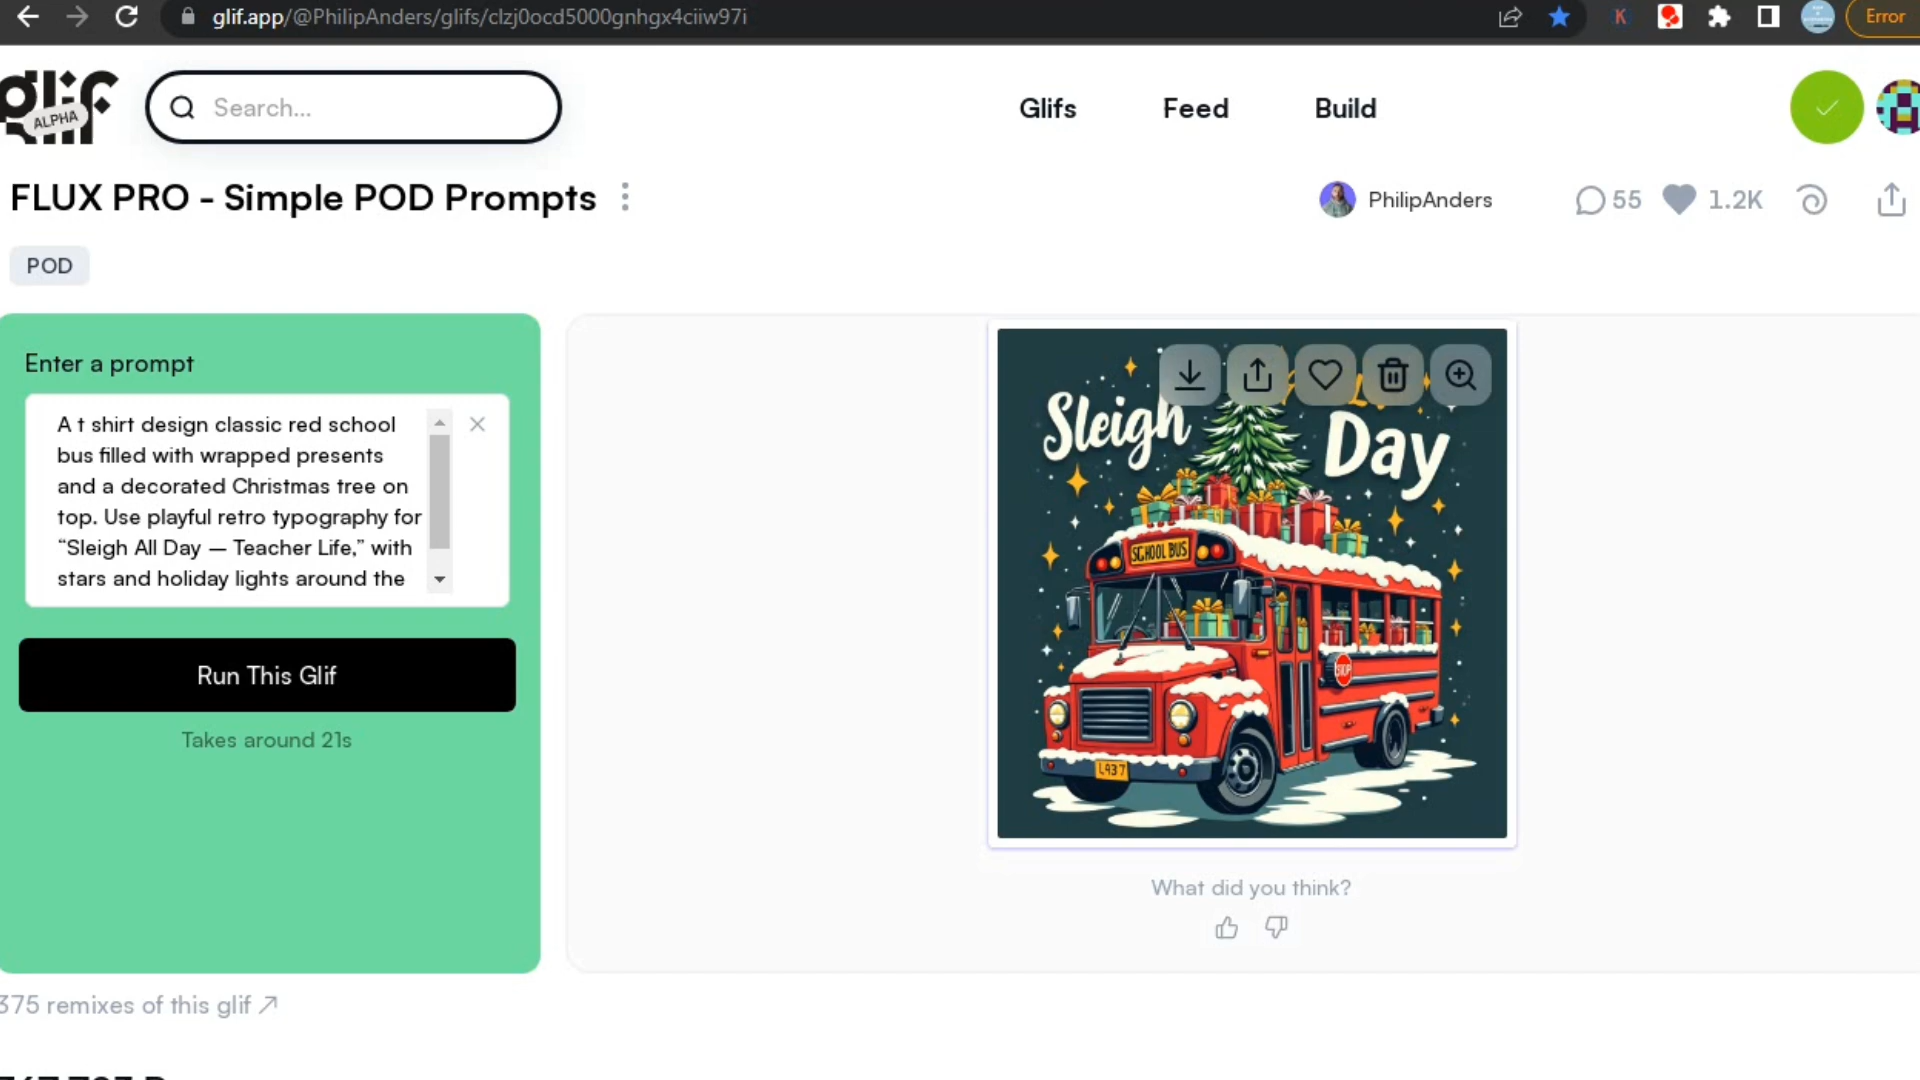 glif.app/@PhilipAnders/glifs/clzj0ocd5000gnhgx4ciiw97i
K
Error
glif
ALPHA
Search...
Glifs
Feed
Build
FLUX PRO - Simple POD Prompts
PhilipAnders
55
1.2K
POD
Enter a prompt
A t shirt design classic red school
bus filled with wrapped presents
and a decorated Christmas tree on
top. Use playful retro typography for
“Sleigh All Day — Teacher Life,” with
stars and holiday lights around the
Run This Glif
Takes around 21s
Sleigh
Day
SCHOOL BUS
L437
What did you think?
375 remixes of this glif